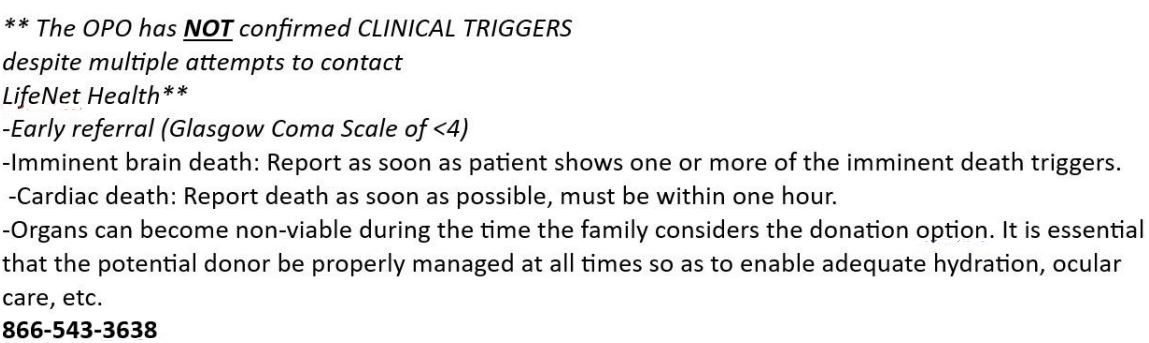 ** The OPO has NOT confirmed CLINICAL TRIGGERS
despite multiple attempts to contact
LifeNet Health**
-Early referral (Glasgow Coma Scale of <4)
-Imminent brain death: Report as soon as patient shows one or more of the imminent death triggers.
-Cardiac death: Report death as soon as possible, must be within one hour.
-Organs can become non-viable during the time the family considers the donation option. It is essential
that the potential donor be properly managed at all times so as to enable adequate hydration, ocular
care, etc.
866-543-3638